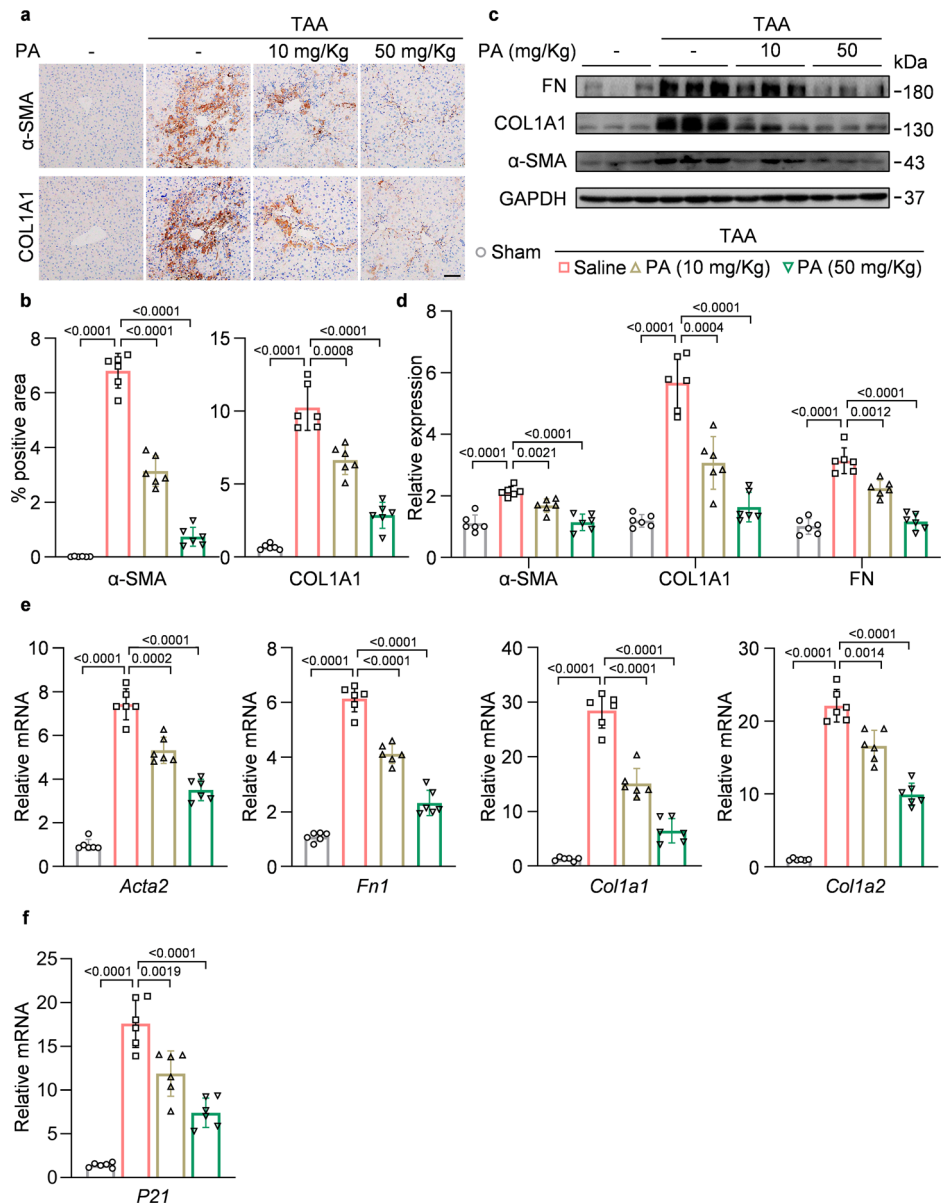 a
TAA
PA - - 10 mg/Kg 50 mg/Kg
α-SMA
COL1A1
c
TAA
PA (mg/Kg) - - 10 50 kDa
FN -180
COL1A1 -130
α-SMA -43
GAPDH -37
TAA
Sham
Saline PA (10 mg/Kg) PA (50 mg/Kg)
b
% positive area
8
6
4
2
0
<0.0001
<0.0001 <0.0001
α-SMA
15
10
5
0
<0.0001
<0.0001 0.0008
COL1A1
d
Relative expression
8
6
4
2
0
<0.0001
<0.0001 0.0021
α-SMA
<0.0001
<0.0001 0.0004
COL1A1
<0.0001
<0.0001 0.0012
FN
e
Relative mRNA
10
8
6
4
2
0
<0.0001
<0.0001 0.0002
Acta2
Relative mRNA
8
6
4
2
0
<0.0001
<0.0001 <0.0001
Fn1
Relative mRNA
40
30
20
10
0
<0.0001
<0.0001 <0.0001
Col1a1
Relative mRNA
30
20
10
0
<0.0001
<0.0001 0.0014
Col1a2
f
Relative mRNA
25
20
15
10
5
0
<0.0001
<0.0001 0.0019
P21